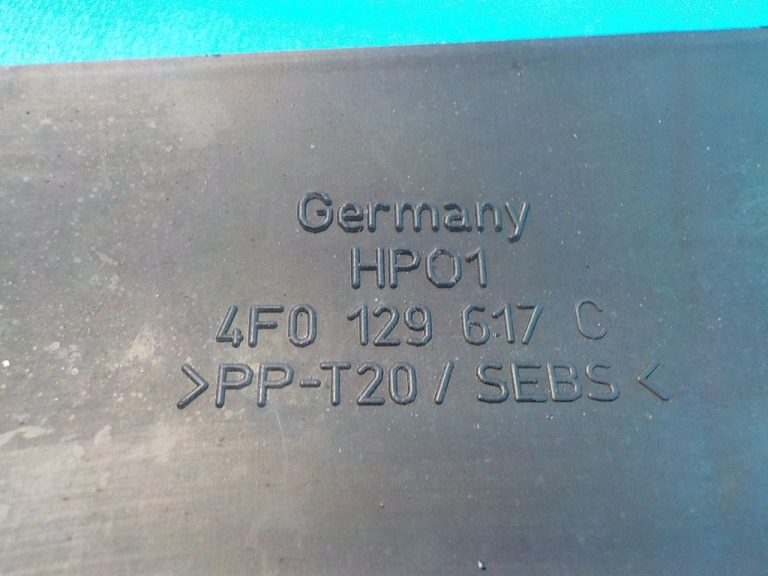 Germany
HP01
4F0 129 617 C
>PP-T20 / SEBS<